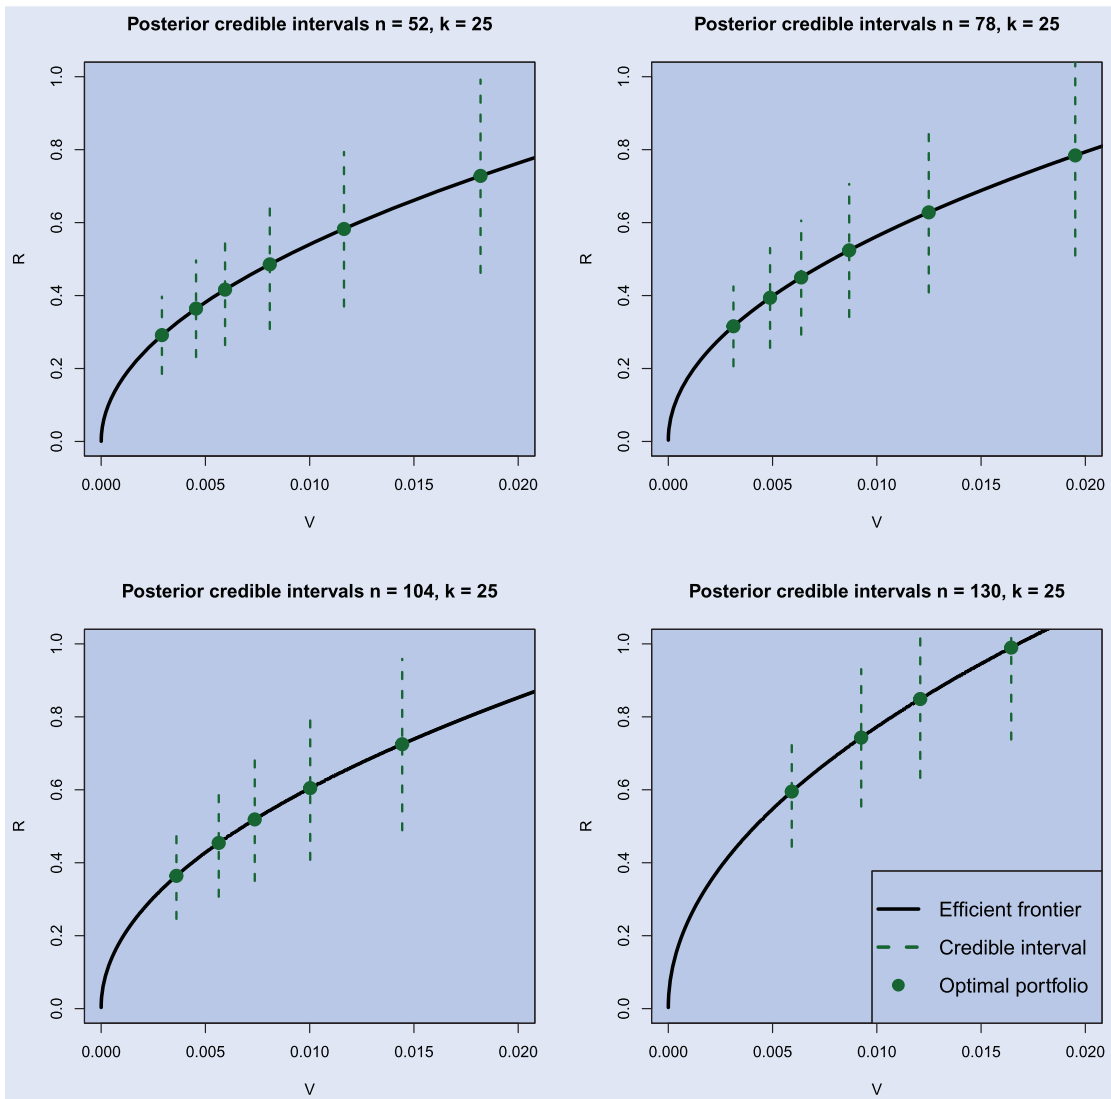 Posterior credible intervals n = 52, k = 25
R
1.0
0.8
0.6
0.4
0.2
0.0
0.000 0.005 0.010 0.015 0.020
V
Posterior credible intervals n = 78, k = 25
R
1.0
0.8
0.6
0.4
0.2
0.0
0.000 0.005 0.010 0.015 0.020
V
Posterior credible intervals n = 104, k = 25
R
1.0
0.8
0.6
0.4
0.2
0.0
0.000 0.005 0.010 0.015 0.020
V
Posterior credible intervals n = 130, k = 25
R
1.0
0.8
0.6
0.4
0.2
0.0
Efficient frontier
Credible interval
Optimal portfolio
0.000 0.005 0.010 0.015 0.020
V